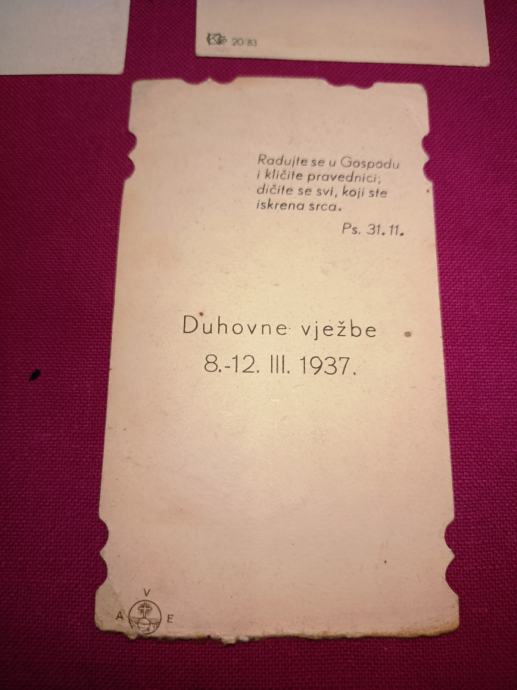 20/83
Radujte se u Gospodu
i kličite pravednici,
dičite se svi, koji ste
iskrena srca.
Ps. 31. 11.
Duhovne vježbe
8.-12. III. 1937.
V
A E